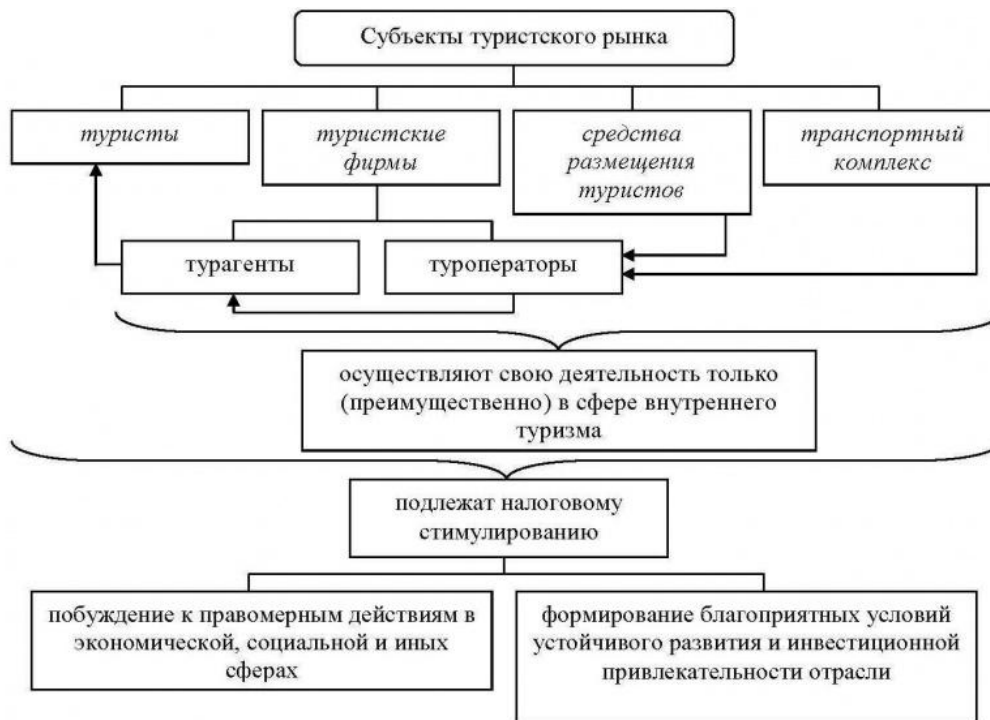 Субъекты туристского рынка
туристы
туристские
фирмы
средства
размещения
туристов
транспортный
комплекс
турагенты
туроператоры
осуществляют свою деятельность только
(преимущественно) в сфере внутреннего
туризма
подлежат налоговому
стимулированию
побуждение к правомерным действиям в
экономической, социальной и иных
сферах
формирование благоприятных условий
устойчивого развития и инвестиционной
привлекательности отрасли